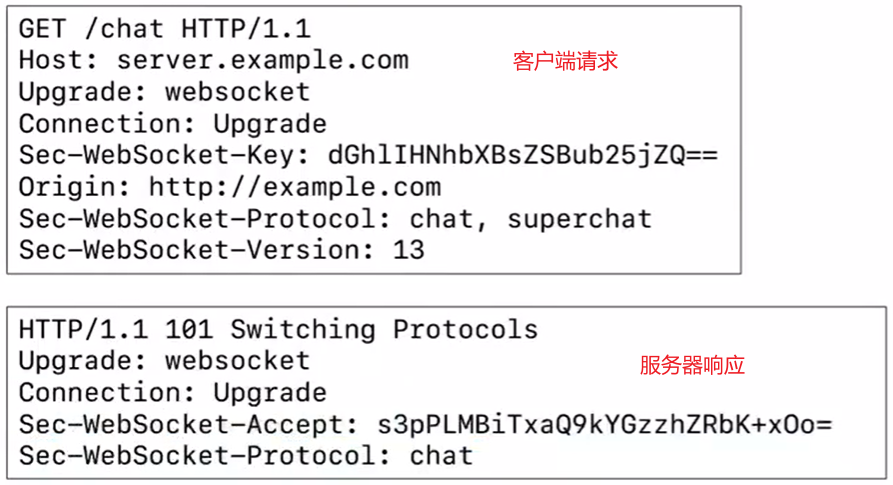 GET /chat HTTP/1.1
Host: server.example.com
客户端请求
Upgrade: websocket
Connection: Upgrade
Sec-WebSocket-Key: dGhlIHNhbXBsZSBub25jZQ==
Origin: http://example.com
Sec-WebSocket-Protocol: chat, superchat
Sec-WebSocket-Version: 13
HTTP/1.1 101 Switching Protocols
Upgrade: websocket
服务器响应
Connection: Upgrade
Sec-WebSocket-Accept: s3pPLMBiTxaQ9kYGzzhZRbK+xOo=
Sec-WebSocket-Protocol: chat